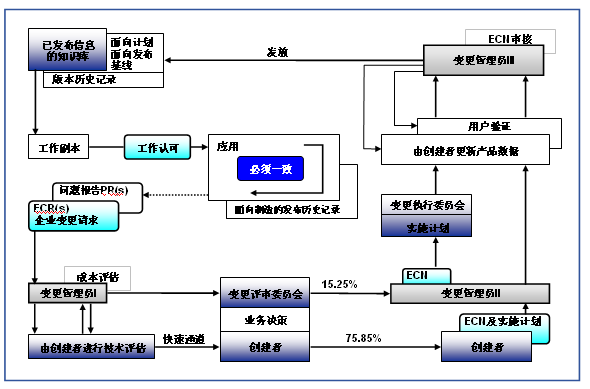 ECN审核
已发布信息
的知识库
面向计划
面向发布
基线
版本历史记录
发放
变更管理员III
用户验证
由创建者更新产品数据
工作副本
工作认可
应用
必须一致
面向制造的发布历史记录
问题报告PR(s)
ECR(s)
企业变更请求
变更执行委员会
实施计划
成本评估
变更管理员I
变更评审委员会
15.25%
ECN
变更管理员II
业务决策
ECN及实施计划
由创建者进行技术评估
快速通道
创建者
75.85%
创建者